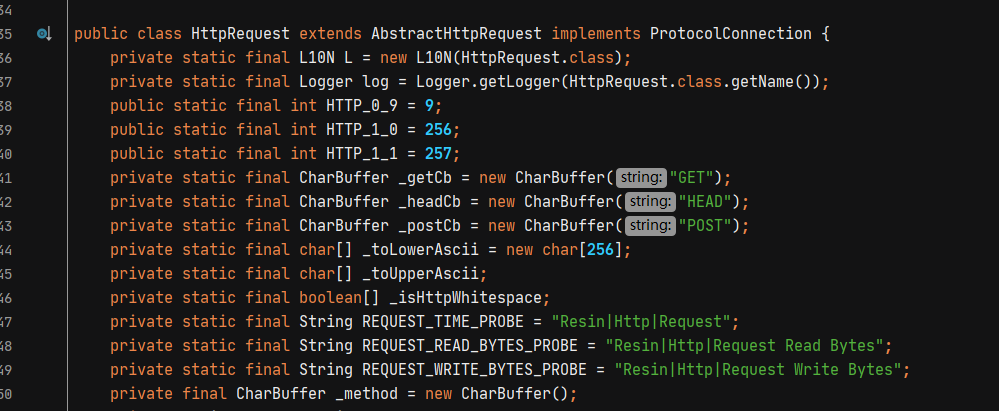 34
35 public class HttpRequest extends AbstractHttpRequest implements ProtocolConnection {
36 private static final L10N L = new L10N(HttpRequest.class);
37 private static final Logger log = Logger.getLogger(HttpRequest.class.getName());
38 public static final int HTTP_0_9 = 9;
39 public static final int HTTP_1_0 = 256;
40 public static final int HTTP_1_1 = 257;
41 private static final CharBuffer _getCb = new CharBuffer( string: "GET");
42 private static final CharBuffer _headCb = new CharBuffer( string: "HEAD");
43 private static final CharBuffer _postCb = new CharBuffer( string: "POST");
44 private static final char[] _toLowerAscii = new char[256];
45 private static final char[] _toUpperAscii;
46 private static final boolean[] _isHttpWhitespace;
47 private static final String REQUEST_TIME_PROBE = "Resin|Http|Request";
48 private static final String REQUEST_READ_BYTES_PROBE = "Resin|Http|Request Read Bytes";
49 private static final String REQUEST_WRITE_BYTES_PROBE = "Resin|Http|Request Write Bytes";
50 private final CharBuffer _method = new CharBuffer();